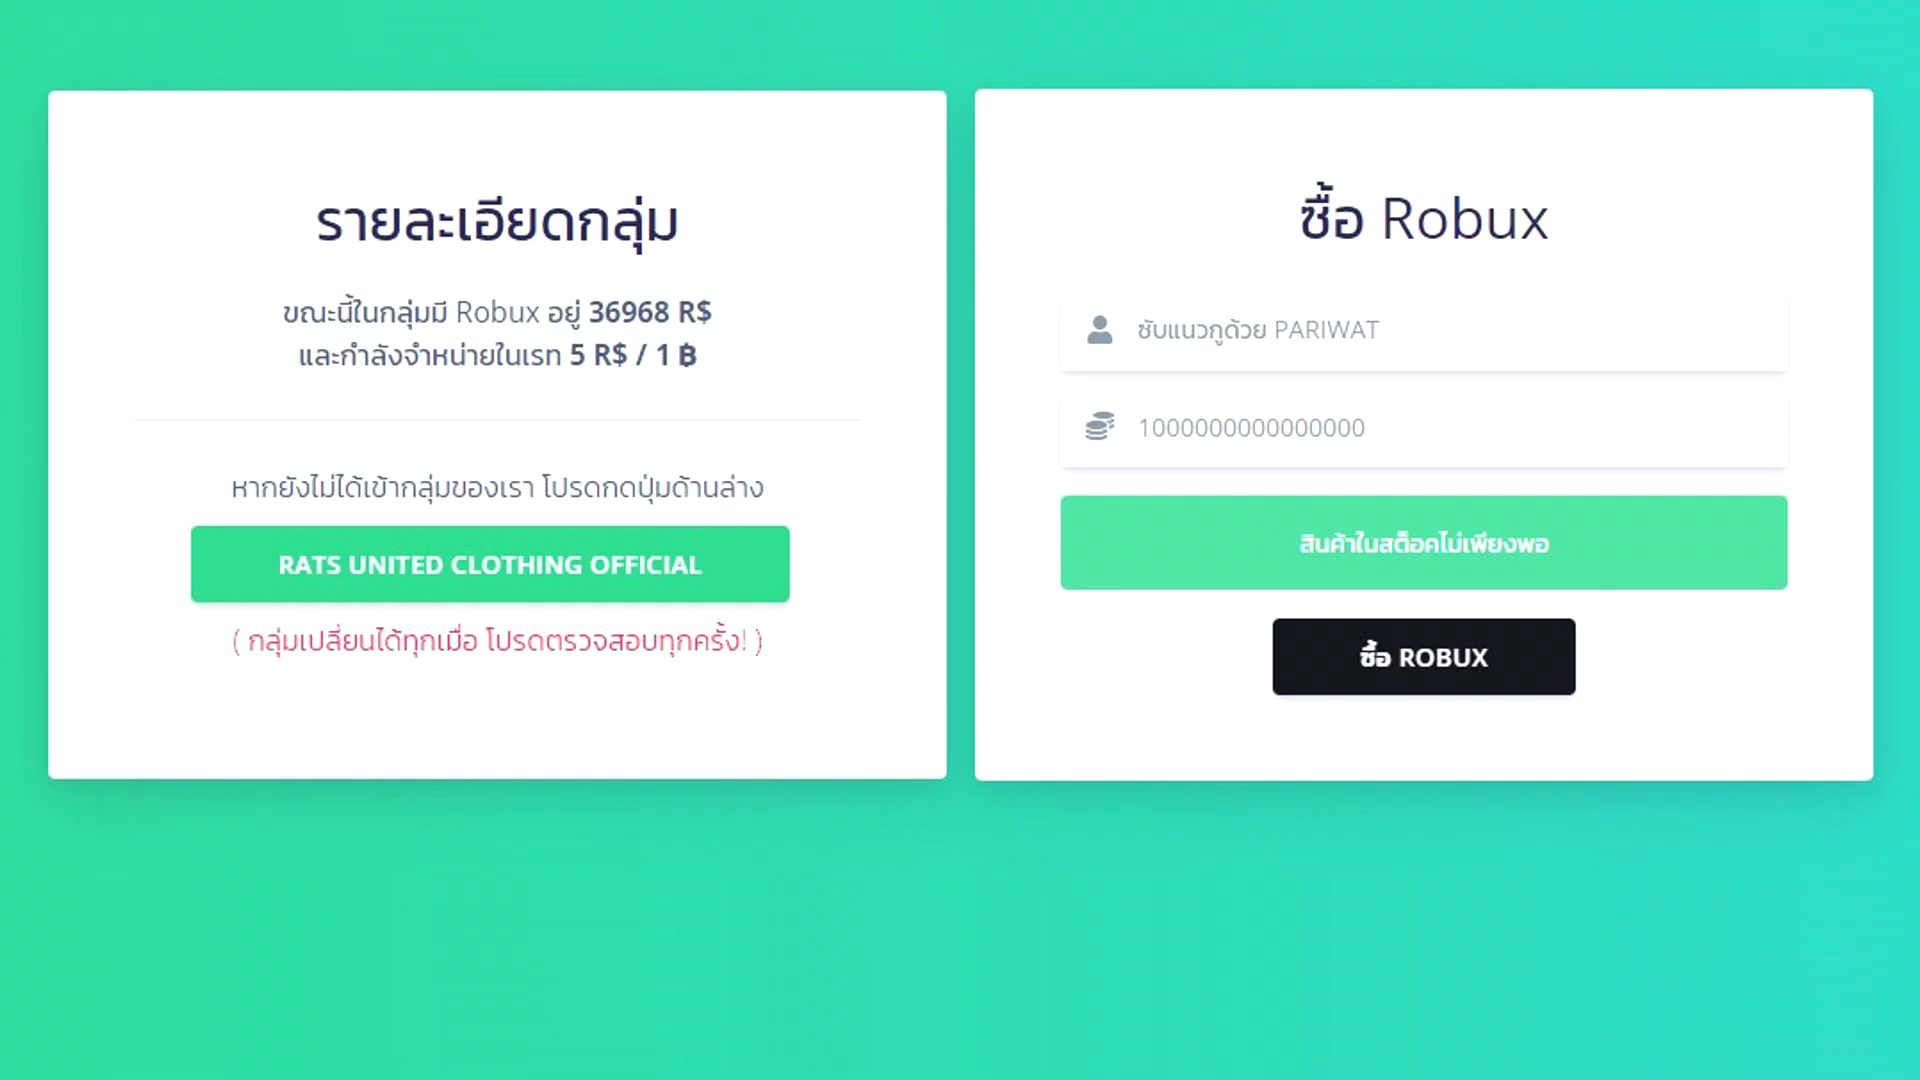 รายละเอียดกลุ่ม
ขณะนี้ในกลุ่มมี Robux อยู่ 36968 R$
และกำลังจำหน่ายในเรท 5 R$ / 1 ฿
หากยังไม่ได้เข้ากลุ่มของเรา โปรดกดปุ่มด้านล่าง
RATS UNITED CLOTHING OFFICIAL
( กลุ่มเปลี่ยนได้ทุกเมื่อ โปรดตรวจสอบทุกครั้ง! )
ซื้อ Robux
ซับแนวกูด้วย PARIWAT
1000000000000000
สินค้าในสต็อคไม่เพียงพอ
ซื้อ ROBUX